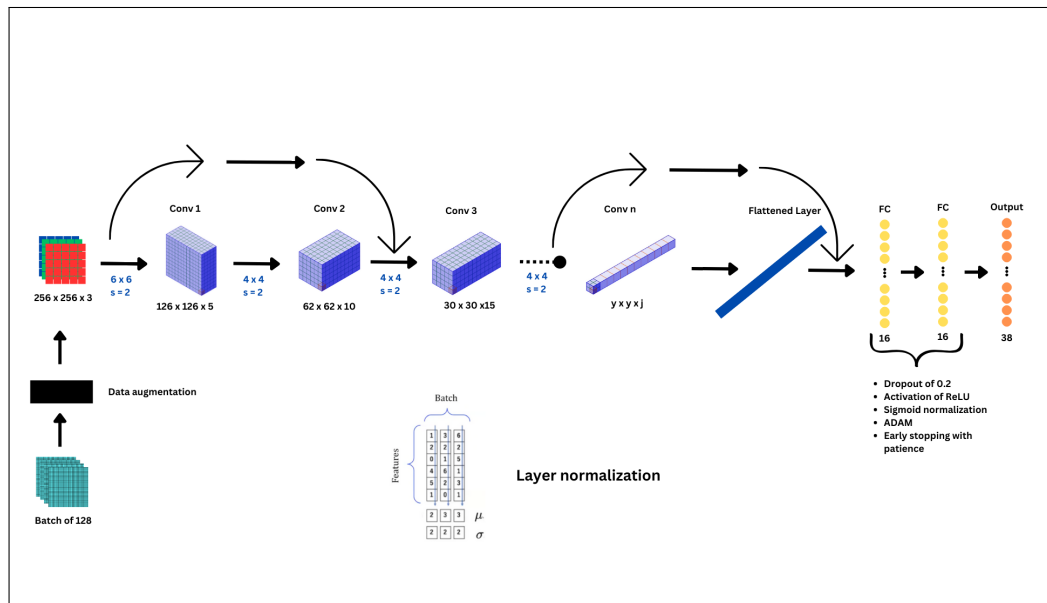 Conv 1
Conv 2
Conv 3
Conv n
Flattened Layer
FC
FC
Output
256 x 256 x 3
6 x 6
s = 2
126 x 126 x 5
4 x 4
s = 2
62 x 62 x 10
4 x 4
s = 2
30 x 30 x15
4 x 4
s = 2
y x y x j
16
16
38
Data augmentation
Batch of 128
• Dropout of 0.2
• Activation of ReLU
• Sigmoid normalization
• ADAM
• Early stopping with
patience
Batch
Features
1 3 6
2 2 2
0 1 5
4 6 1
5 2 3
1 0 1
2 3 3 μ
2 2 2 σ
Layer normalization